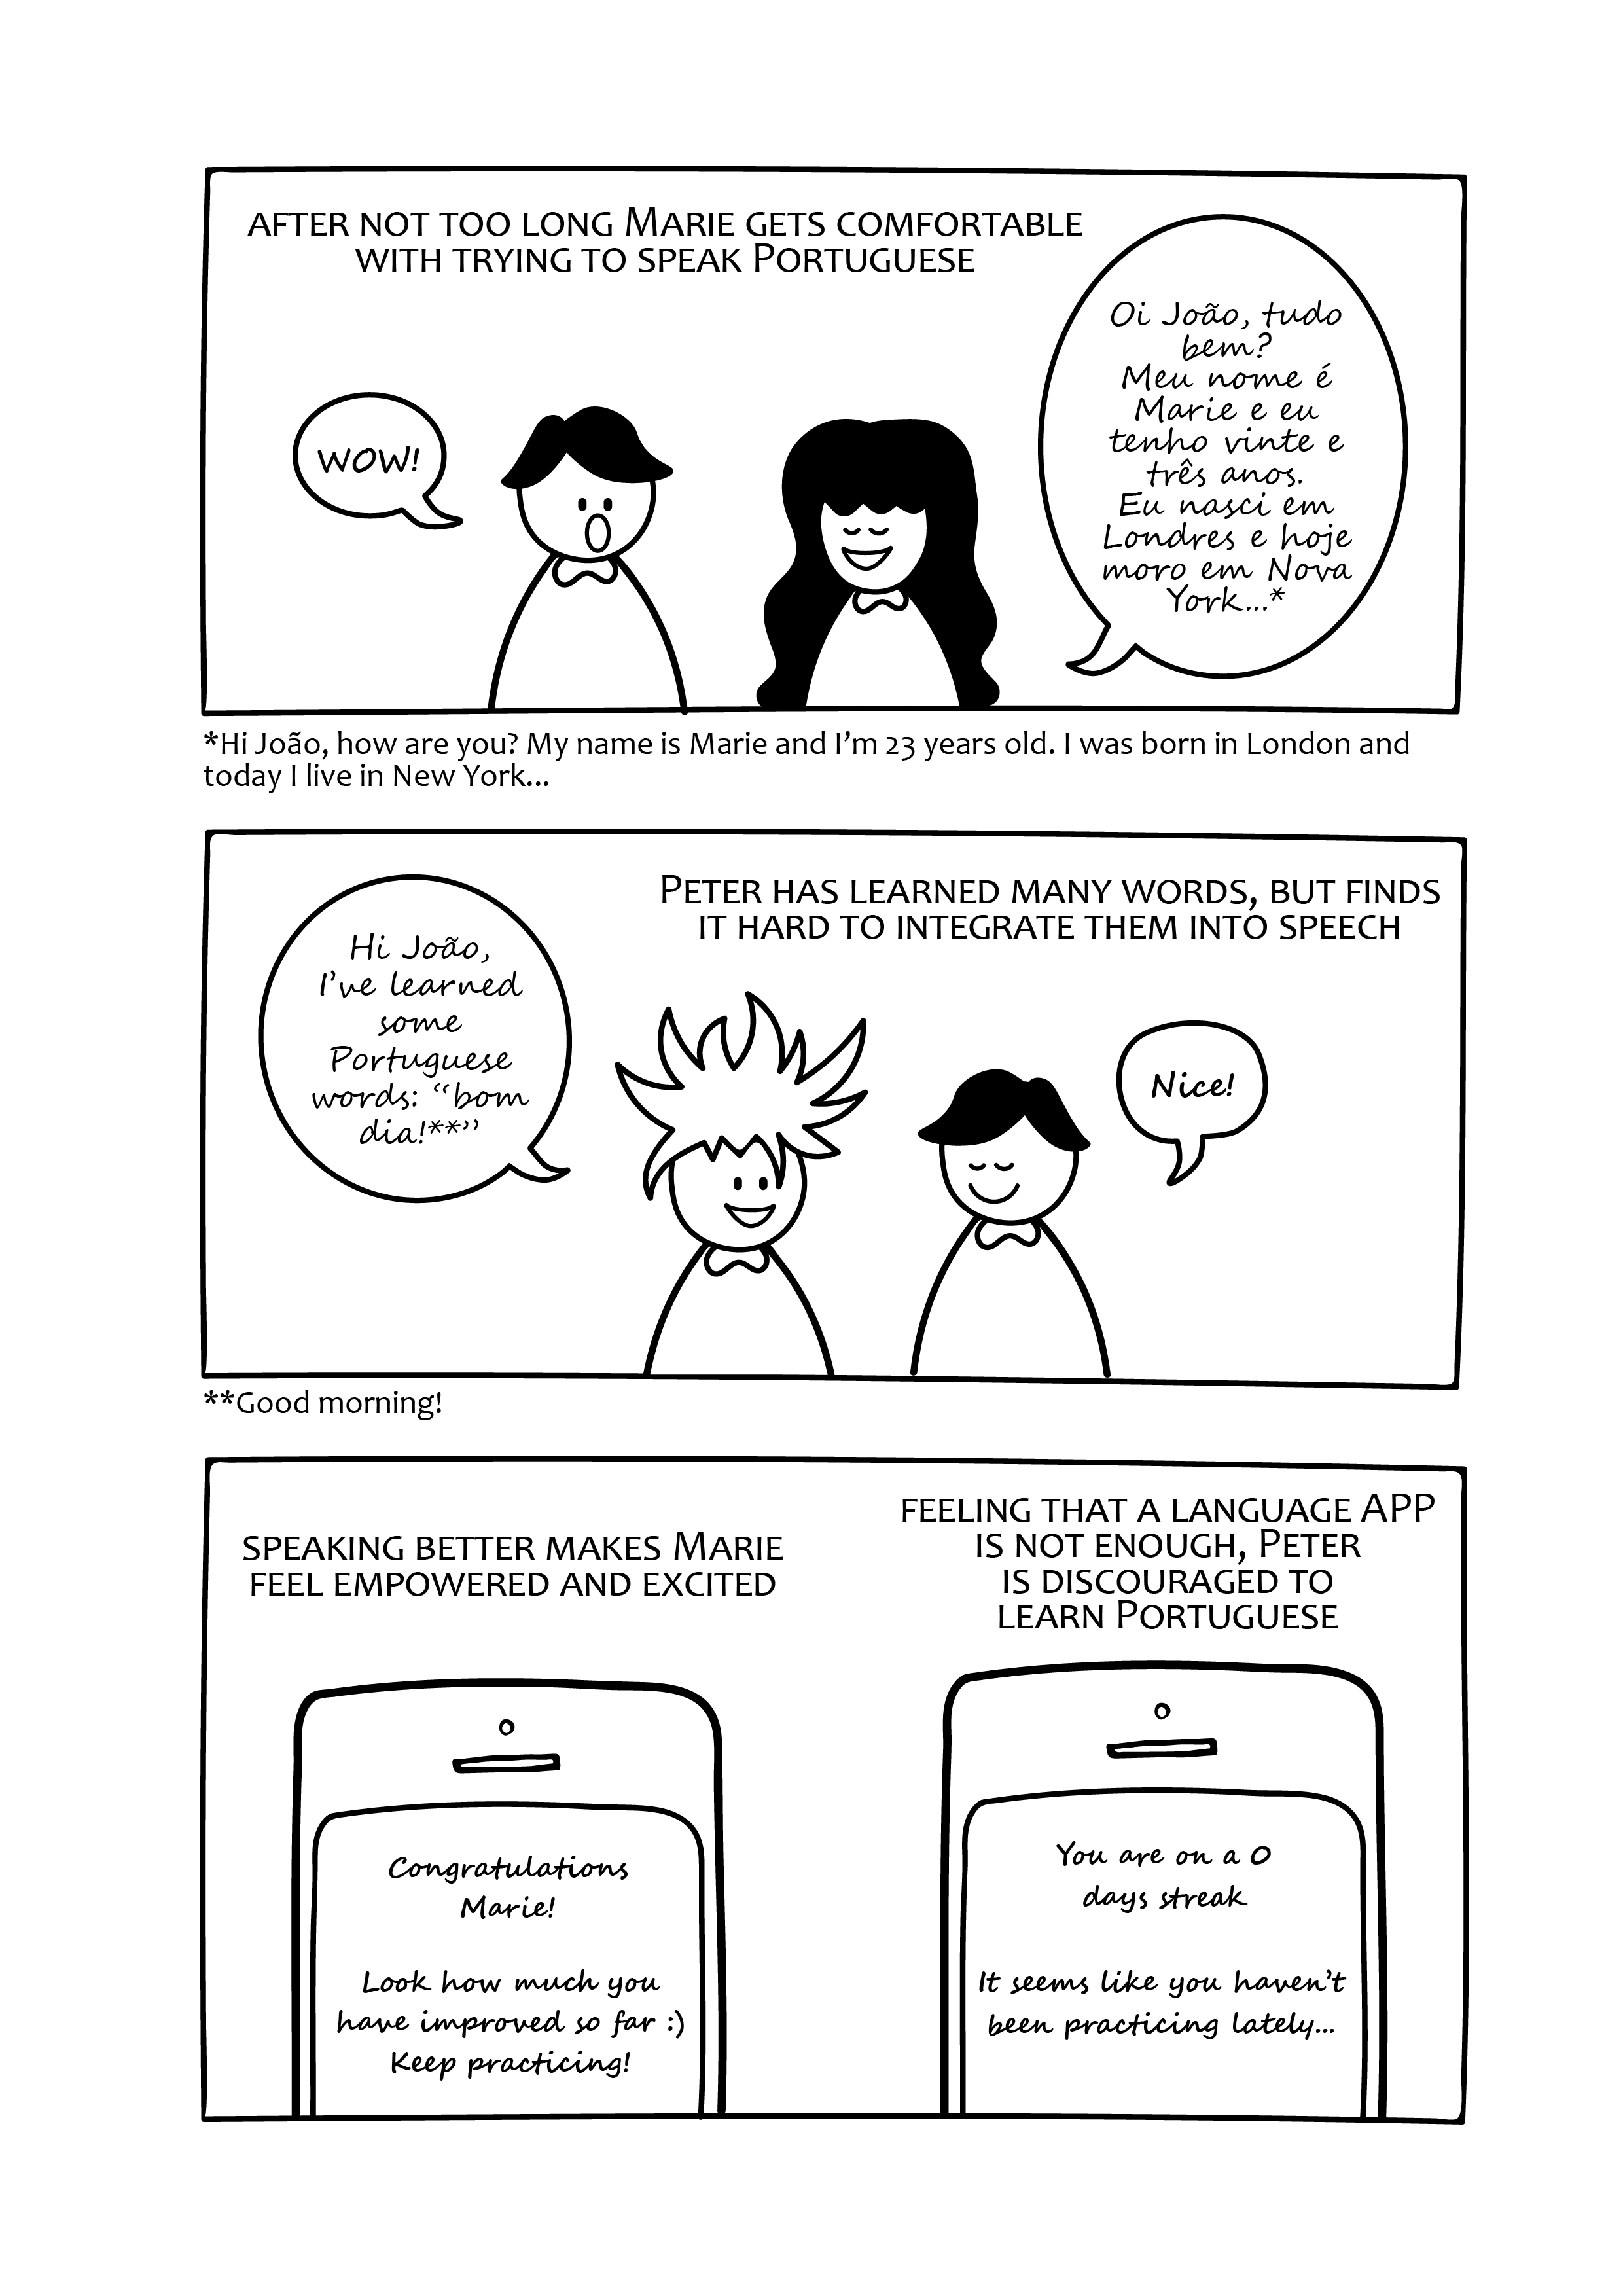 AFTER NOT TOO LONG MARIE GETS COMFORTABLE
WITH TRYING TO SPEAK PORTUGUESE
WOW!
Oi João, tudo
bem?
Meu nome é
Marie e eu
tenho vinte e
três anos.
Eu nasci em
Londres e hoje
moro em Nova
York...*
*Hi João, how are you? My name is Marie and I'm 23 years old. I was born in London and
today I live in New York...
PETER HAS LEARNED MANY WORDS, BUT FINDS
IT HARD TO INTEGRATE THEM INTO SPEECH
Hi João,
I've learned
some
Portuguese
words: “bom
dia!**”
Nice!
**Good morning!
SPEAKING BETTER MAKES MARIE
FEEL EMPOWERED AND EXCITED
FEELING THAT A LANGUAGE APP
IS NOT ENOUGH, PETER
IS DISCOURAGED TO
LEARN PORTUGUESE
Congratulations
Marie!
Look how much you
have improved so far :)
Keep practicing!
You are on a 0
days streak
It seems like you haven't
been practicing lately...